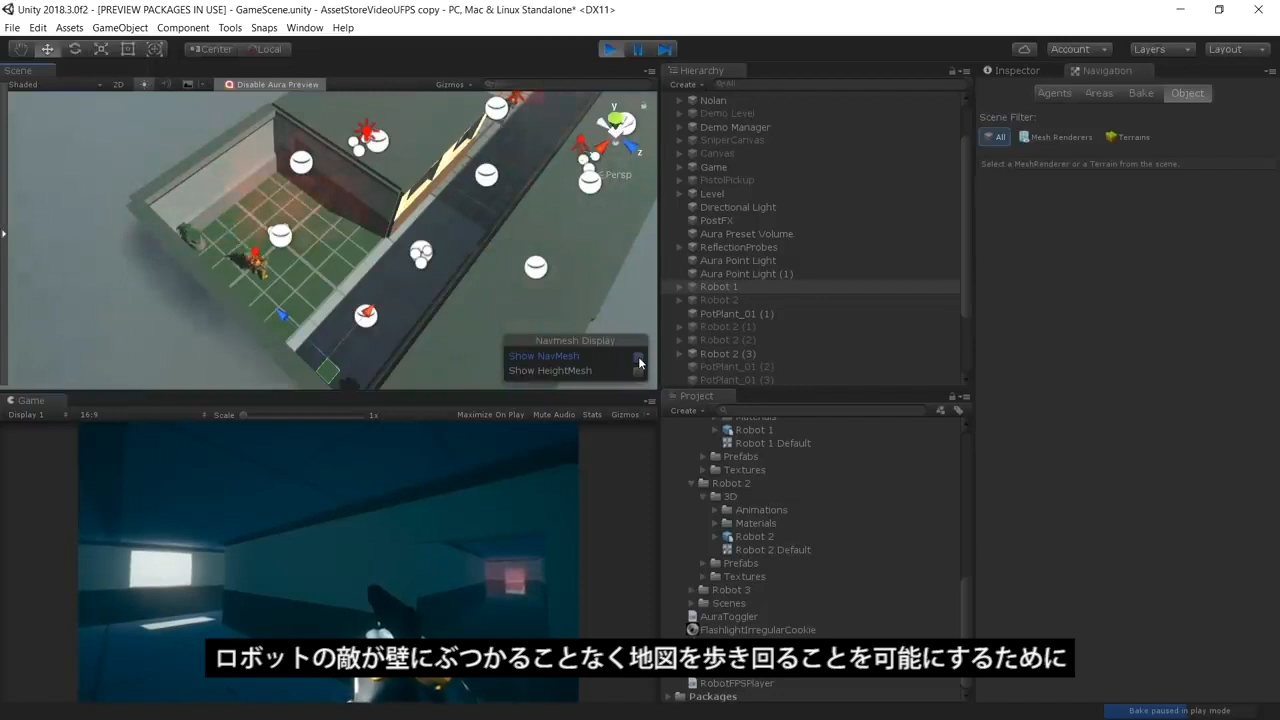 Unity 2018.3.0f2 - [PREVIEW PACKAGES IN USE] - GameScene.unity - AssetStoreVideoUFPS copy - PC, Mac & Linux Standalone* <DX11>
File Edit Assets GameObject Component Tools Snaps Window Help
Center Local Account Layers Layout
Scene
Shaded 2D Disable Aura Preview Gizmos
y
z
Persp
Navmesh Display
Show NavMesh
Show HeightMesh
Game
Display 1 16:9 Scale 1x Maximize On Play Mute Audio Stats Gizmos
Hierarchy
Create All
Nolan
Demo Level
Demo Manager
SniperCanvas
Canvas
Game
PistolPickup
Level
Directional Light
PostFX
Aura Preset Volume
ReflectionProbes
Aura Point Light
Aura Point Light (1)
Robot 1
Robot 2
PotPlant_01 (1)
Robot 2 (1)
Robot 2 (2)
Robot 2 (3)
PotPlant_01 (2)
PotPlant_01 (3)
Project
Create
Materials
Robot 1
Robot 1 Default
Prefabs
Textures
Robot 2
3D
Animations
Materials
Robot 2
Robot 2 Default
Prefabs
Textures
Robot 3
Scenes
AuraToggler
FlashlightIrregularCookie
RobotFPSPlayer
Packages
Inspector Navigation
Agents Areas Bake Object
Scene Filter:
All Mesh Renderers Terrains
Select a MeshRenderer or a Terrain from the scene.
ロボットの敵が壁にぶつかることなく地図を歩き回ることを可能にするために
Bake paused in play mode